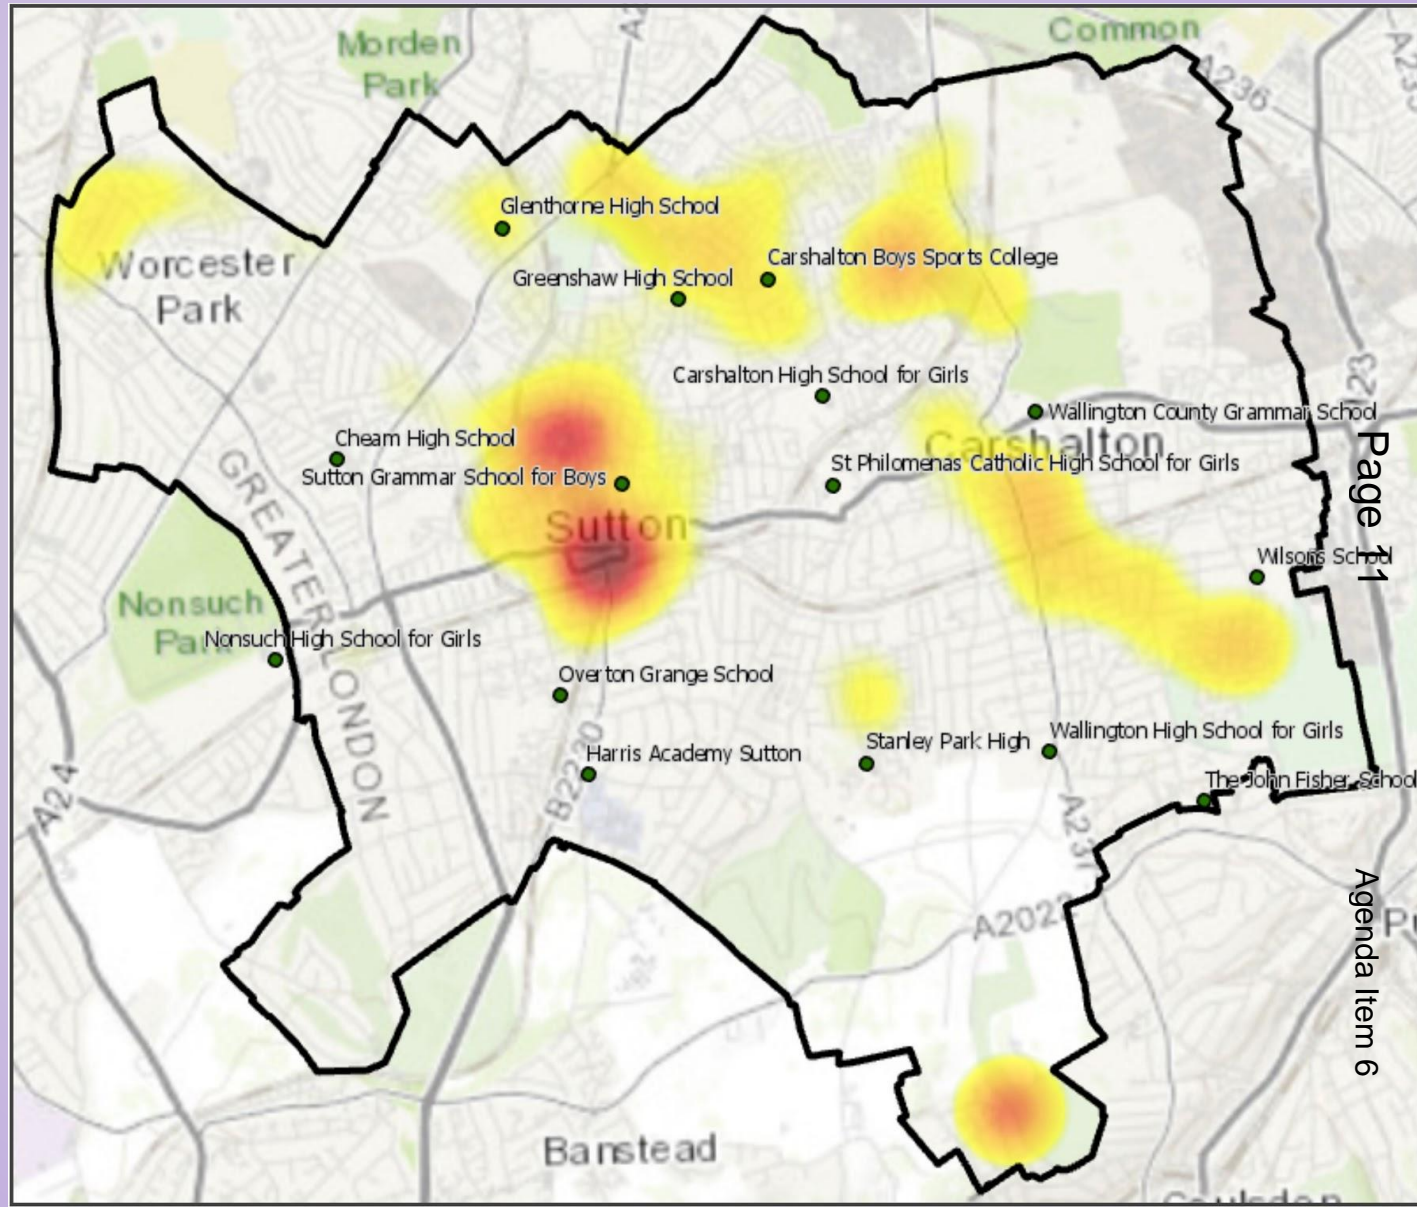 Morden
Park
Common
A236
Glenthorne High School
Worcester
Park
Carshalton Boys Sports College
Greenshaw High School
Carshalton High School for Girls
A23
Wallington County Grammar School
Cheam High School
Carshalton
Page 11
St Philomenas Catholic High School for Girls
Sutton Grammar School for Boys
GREATER LONDON
Sutton
Wilsons School
Nonsuch
Park
Nonsuch High School for Girls
Overton Grange School
Stanley Park High
Wallington High School for Girls
Harris Academy Sutton
B2230
The John Fisher School
A24
A237
Agenda Item 6
A2022
Banstead
Coulsdon